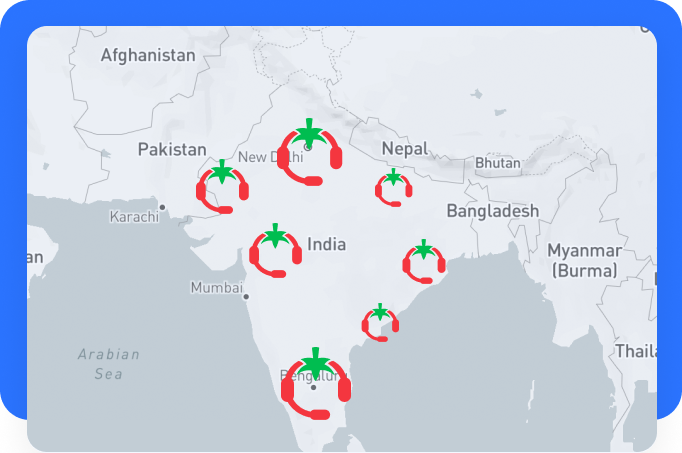 Afghanistan
Pakistan
New Delhi
Nepal
Bhutan
Karachi
Bangladesh
India
Myanmar
(Burma)
an
Mumbai
Arabian
Sea
Thaila
Bengaluru